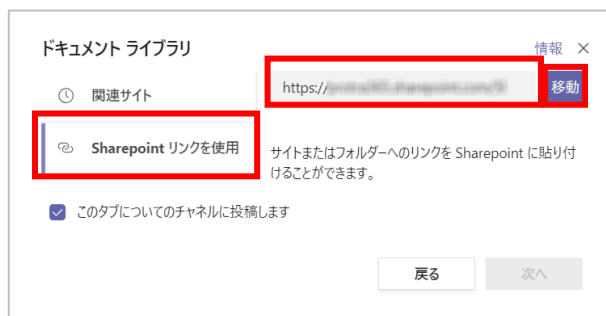 ドキュメント ライブラリ
情報
関連サイト
https://
移動
Sharepoint リンクを使用
サイトまたはフォルダーへのリンクを Sharepoint に貼り付
けることができます。
このタブについてのチャネルに投稿します
戻る
次へ